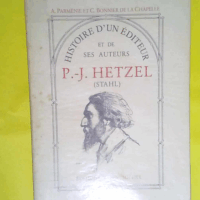 A. PARMÉNIE ET C. BONNIER DE LA CHAPELLE
HISTOIRE D'UN ÉDITEUR
ET DE
SES AUTEURS
P.-J. HETZEL
(STAHL)